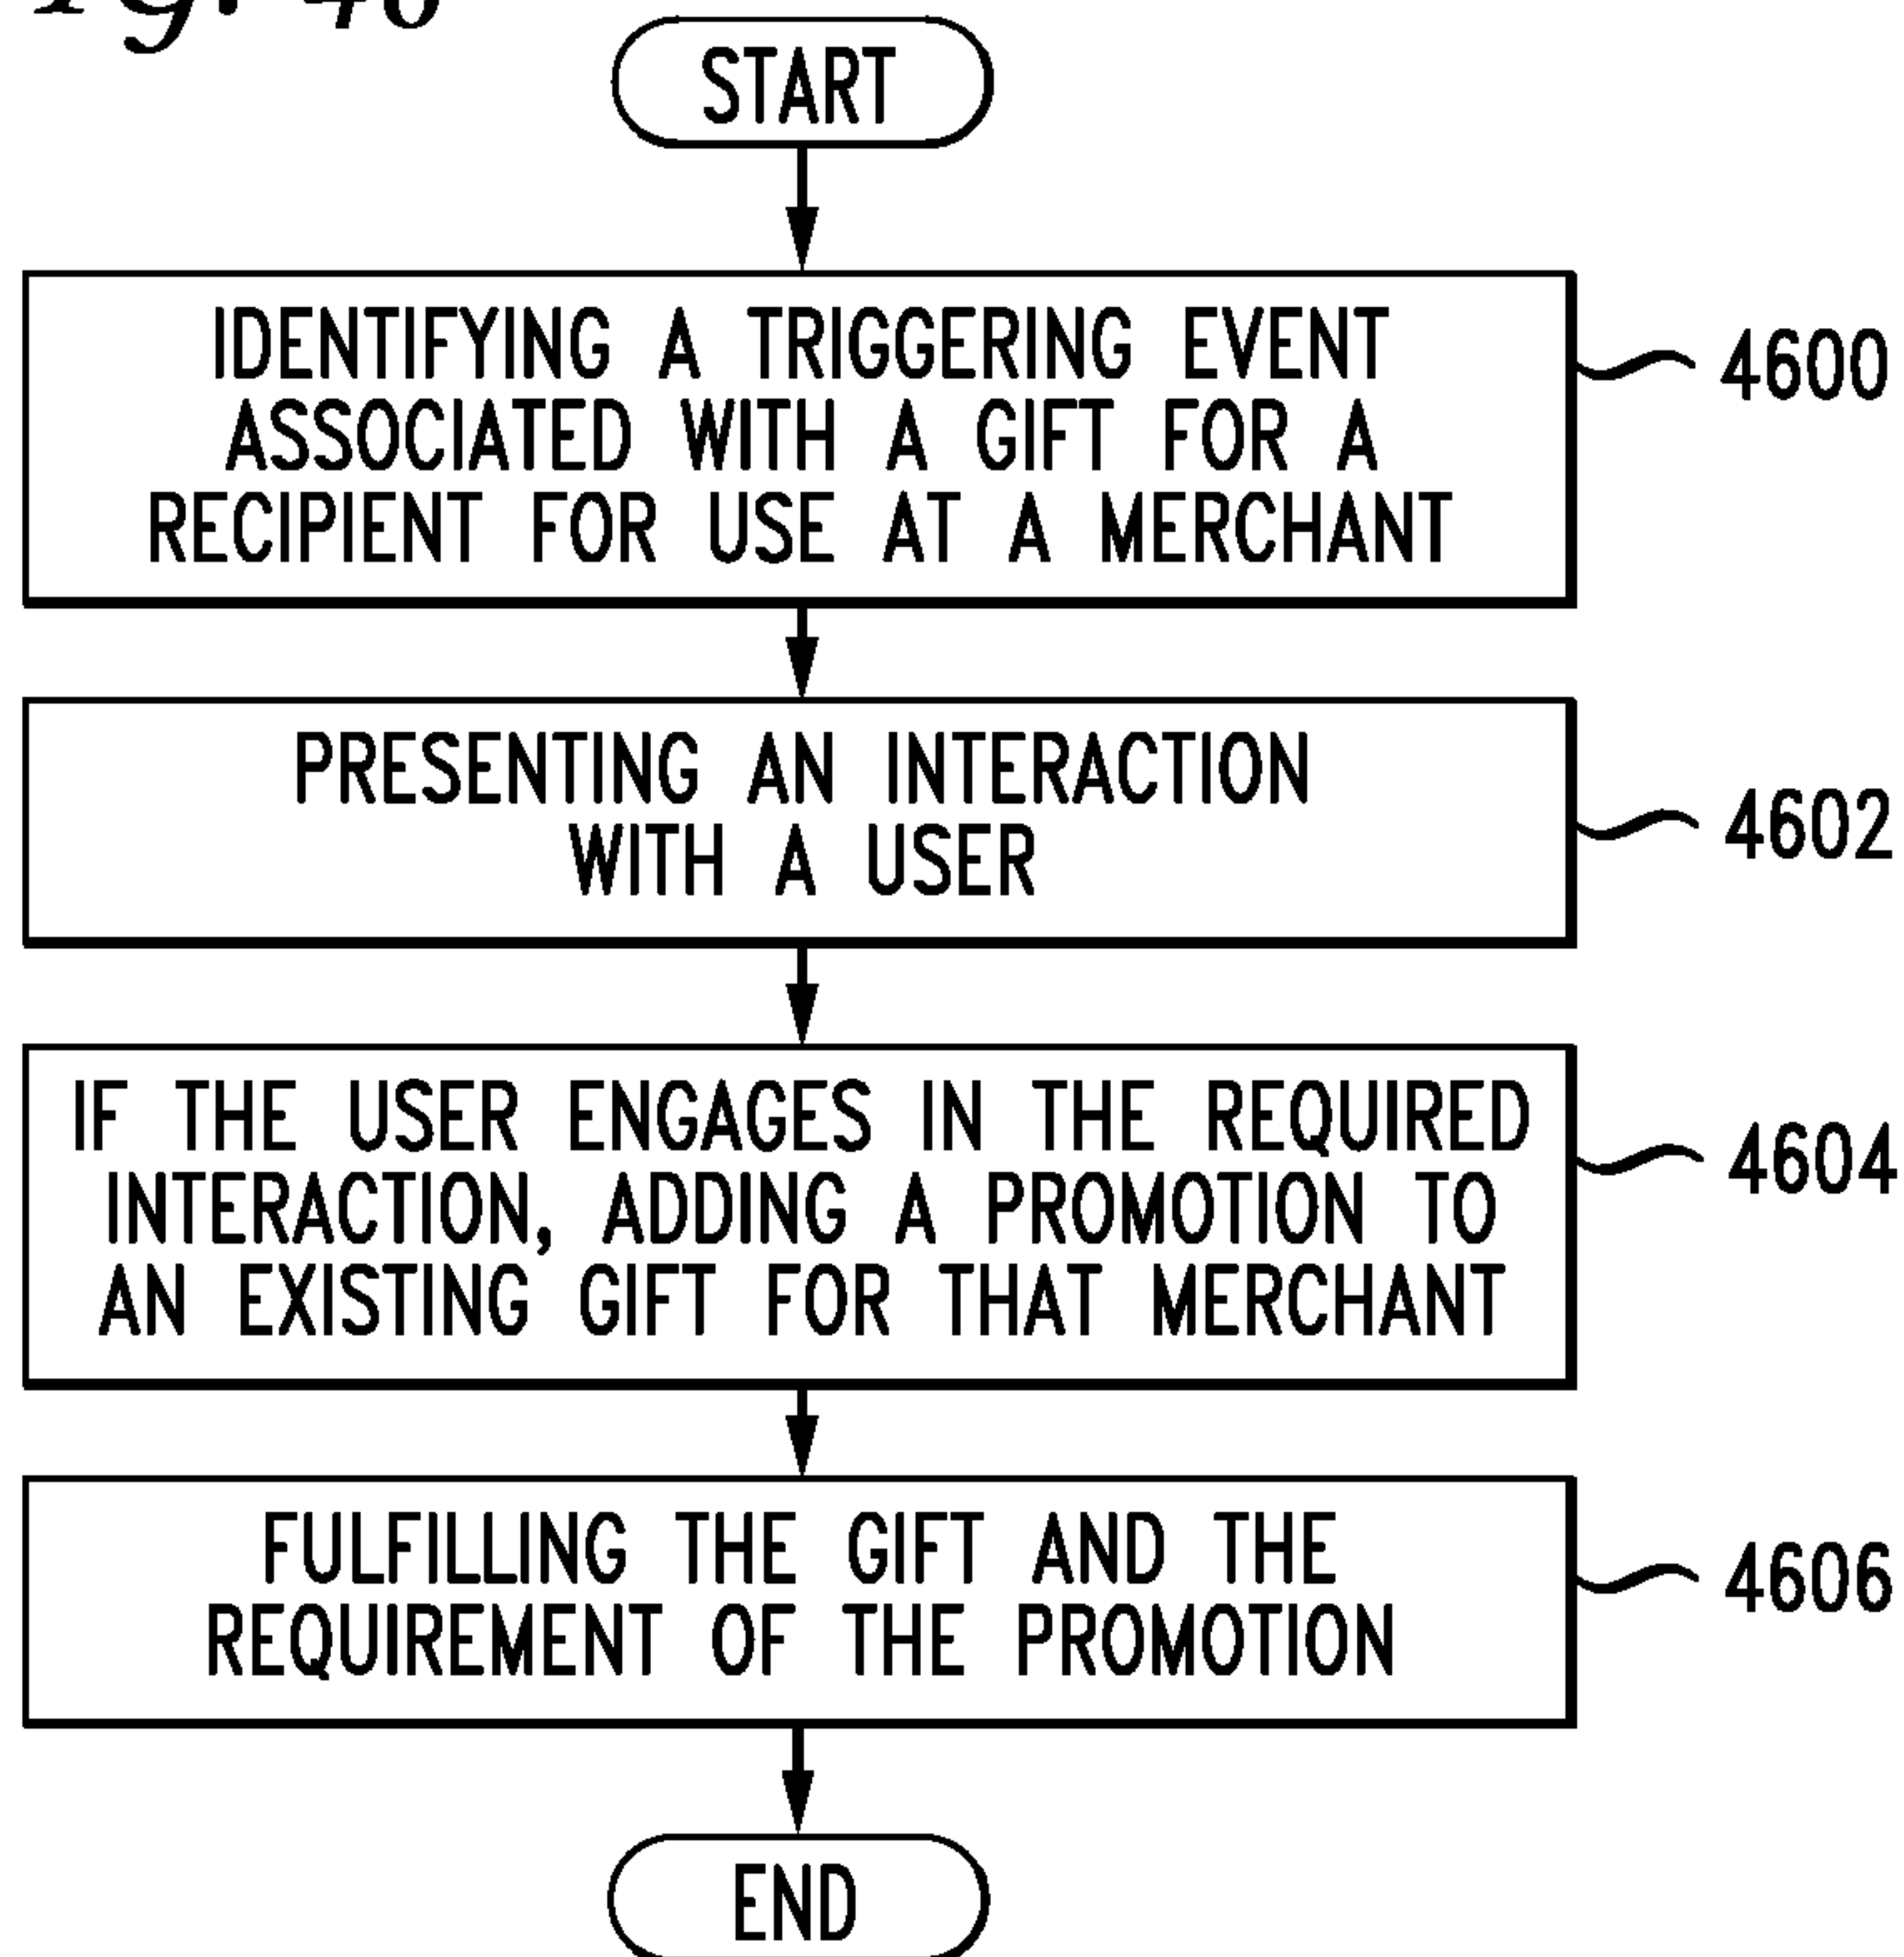 START
IDENTIFYING A TRIGGERING EVENT
ASSOCIATED WITH A GIFT FOR A
RECIPIENT FOR USE AT A MERCHANT
4600
PRESENTING AN INTERACTION
WITH A USER
4602
IF THE USER ENGAGES IN THE REQUIRED
INTERACTION, ADDING A PROMOTION TO
AN EXISTING GIFT FOR THAT MERCHANT
4604
FULFILLING THE GIFT AND THE
REQUIREMENT OF THE PROMOTION
4606
END